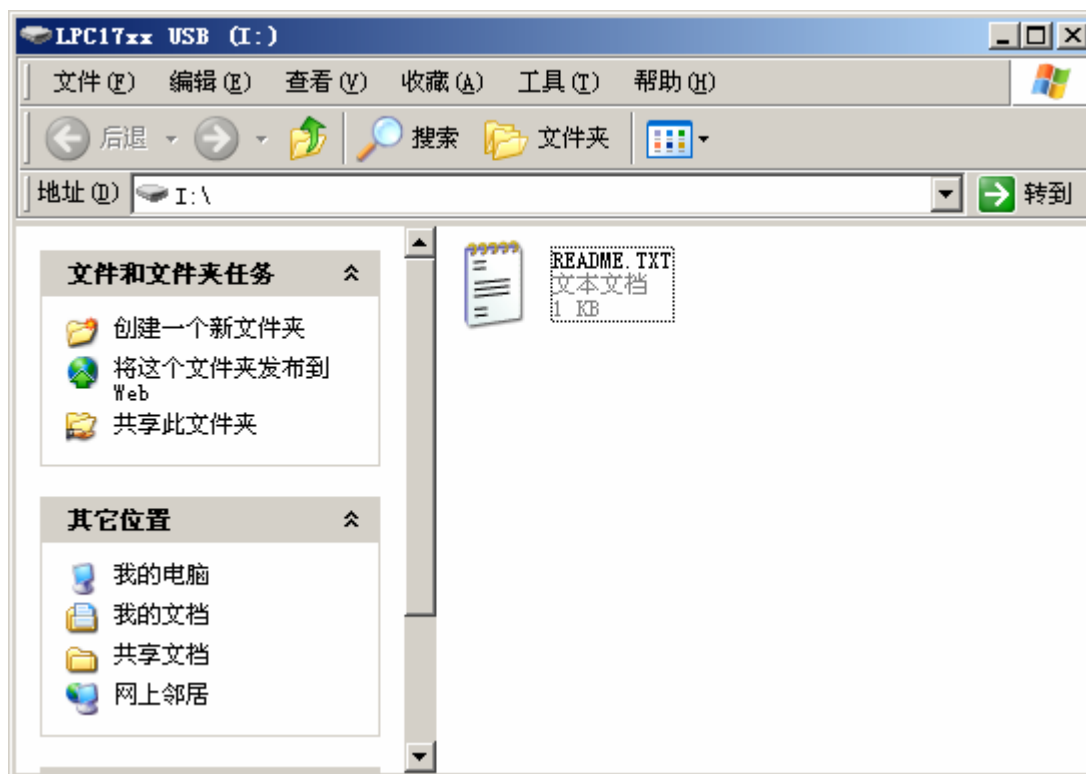 LPC17xx USB (I:)
文件(F) 编辑(E) 查看(V) 收藏(A) 工具(T) 帮助(H)
后退 搜索 文件夹
地址(D) I:\ 转到
文件和文件夹任务
创建一个新文件夹
将这个文件夹发布到
Web
共享此文件夹
其它位置
我的电脑
我的文档
共享文档
网上邻居
README.TXT
文本文档
1 KB